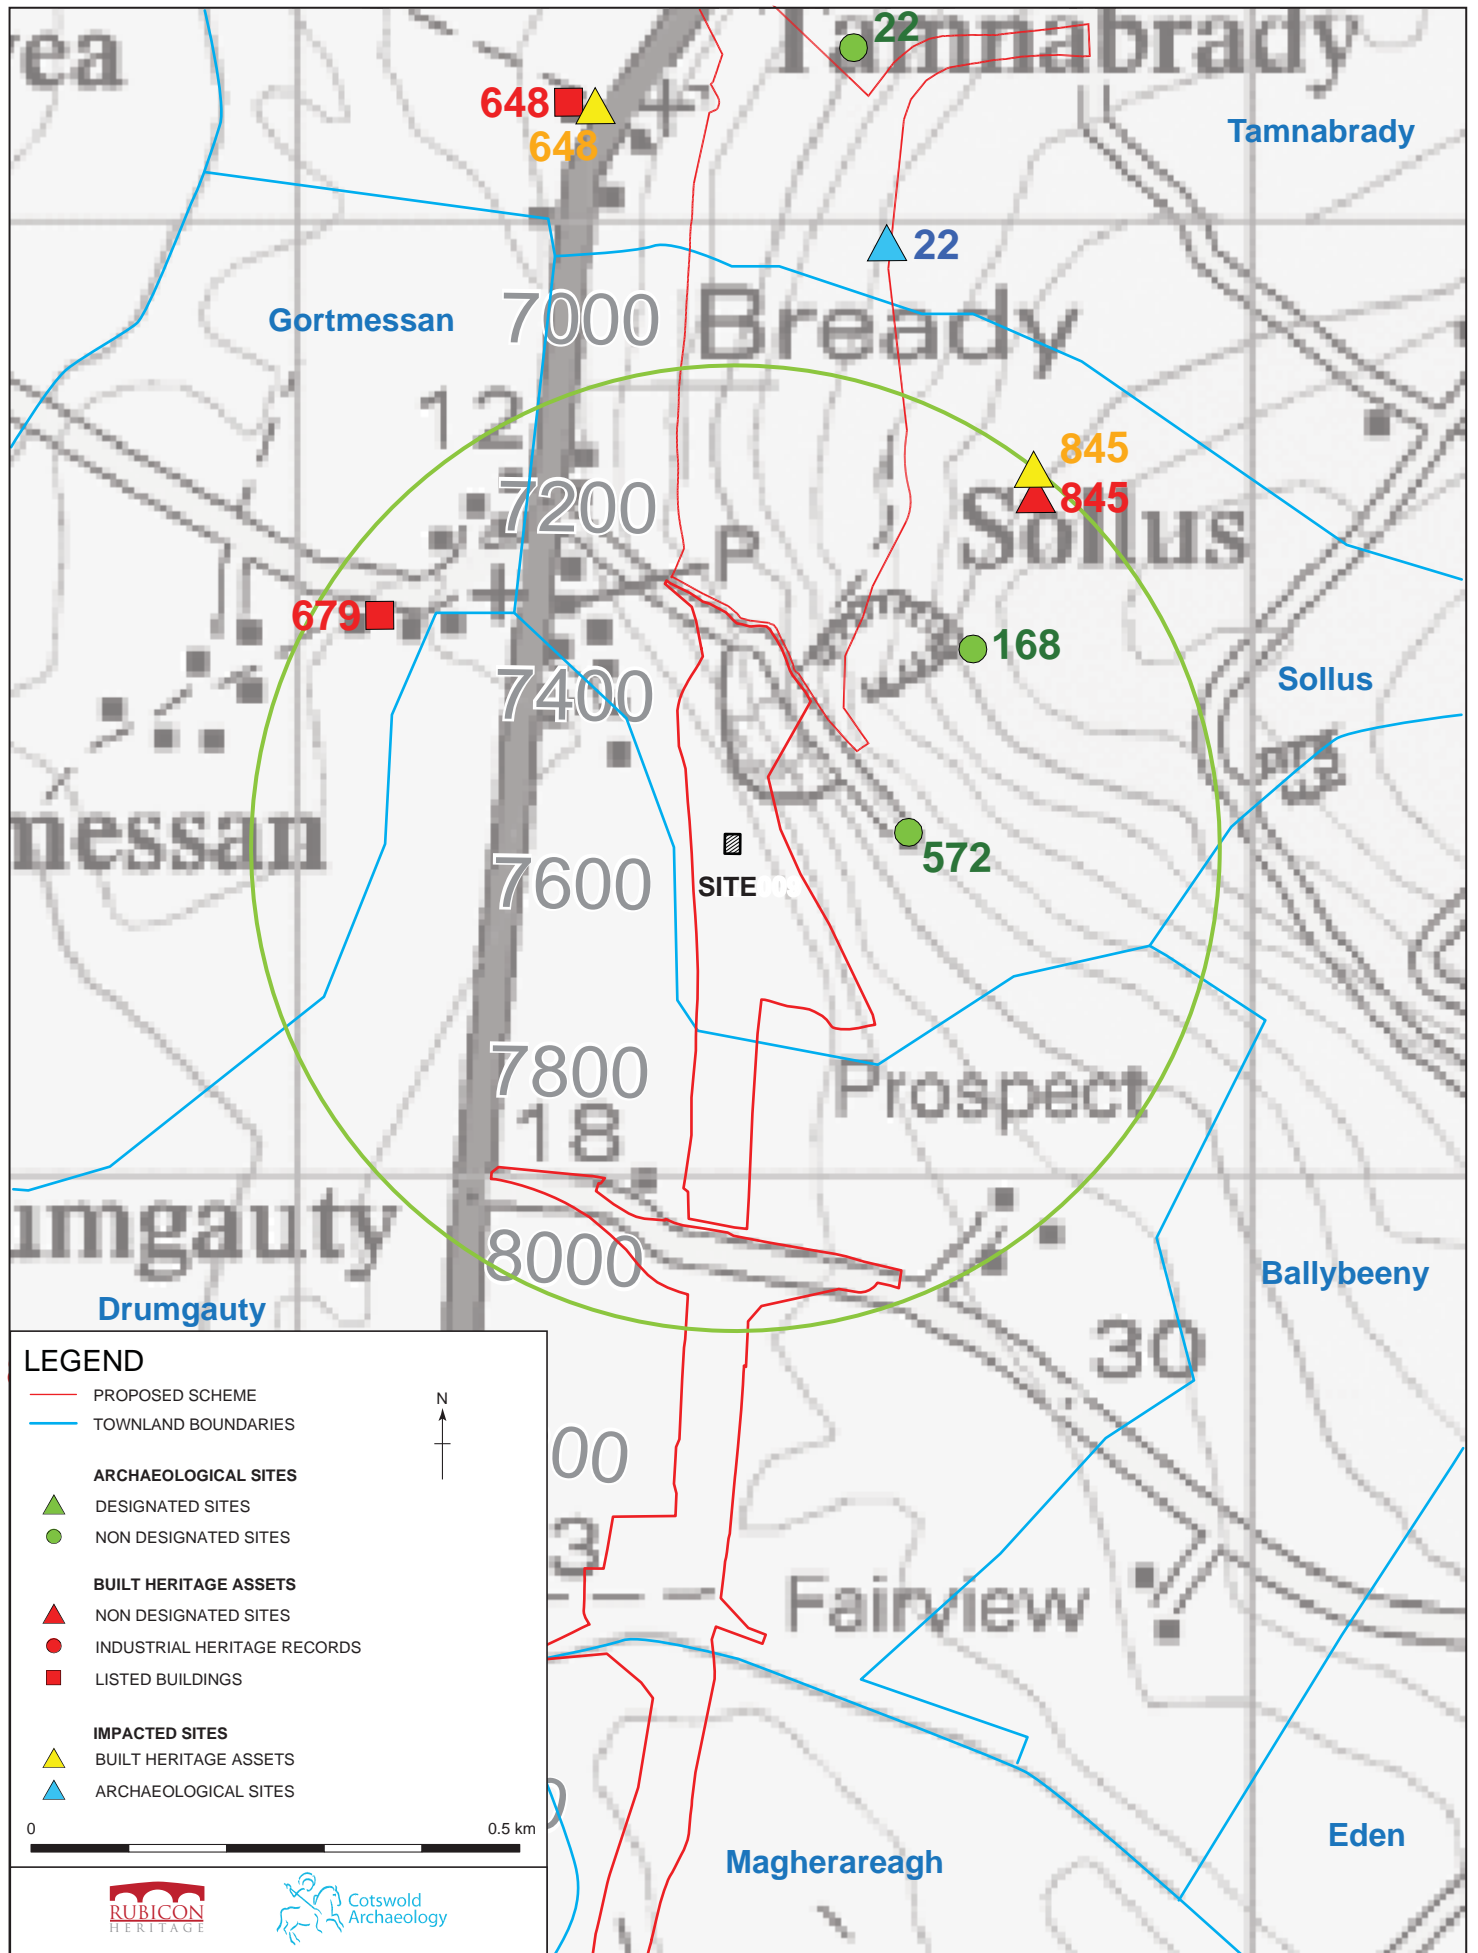 rea
Tamnabrady
22
648
648
Tamnabrady
22
Gortmessan
7000
Bready
12
845
845
7200
Sollus
P
679
168
Sollus
7400
messan
572
7600
SITE
7800
Prospect
18
umgauty
8000
Ballybeeny
Drumgauty
30
LEGEND
PROPOSED SCHEME
TOWNLAND BOUNDARIES
N
ARCHAEOLOGICAL SITES
DESIGNATED SITES
NON DESIGNATED SITES
BUILT HERITAGE ASSETS
NON DESIGNATED SITES
INDUSTRIAL HERITAGE RECORDS
LISTED BUILDINGS
IMPACTED SITES
BUILT HERITAGE ASSETS
ARCHAEOLOGICAL SITES
0 0.5 km
RUBICON
HERITAGE
Cotswold
Archaeology
00
3
Fairview
Magherareagh
Eden